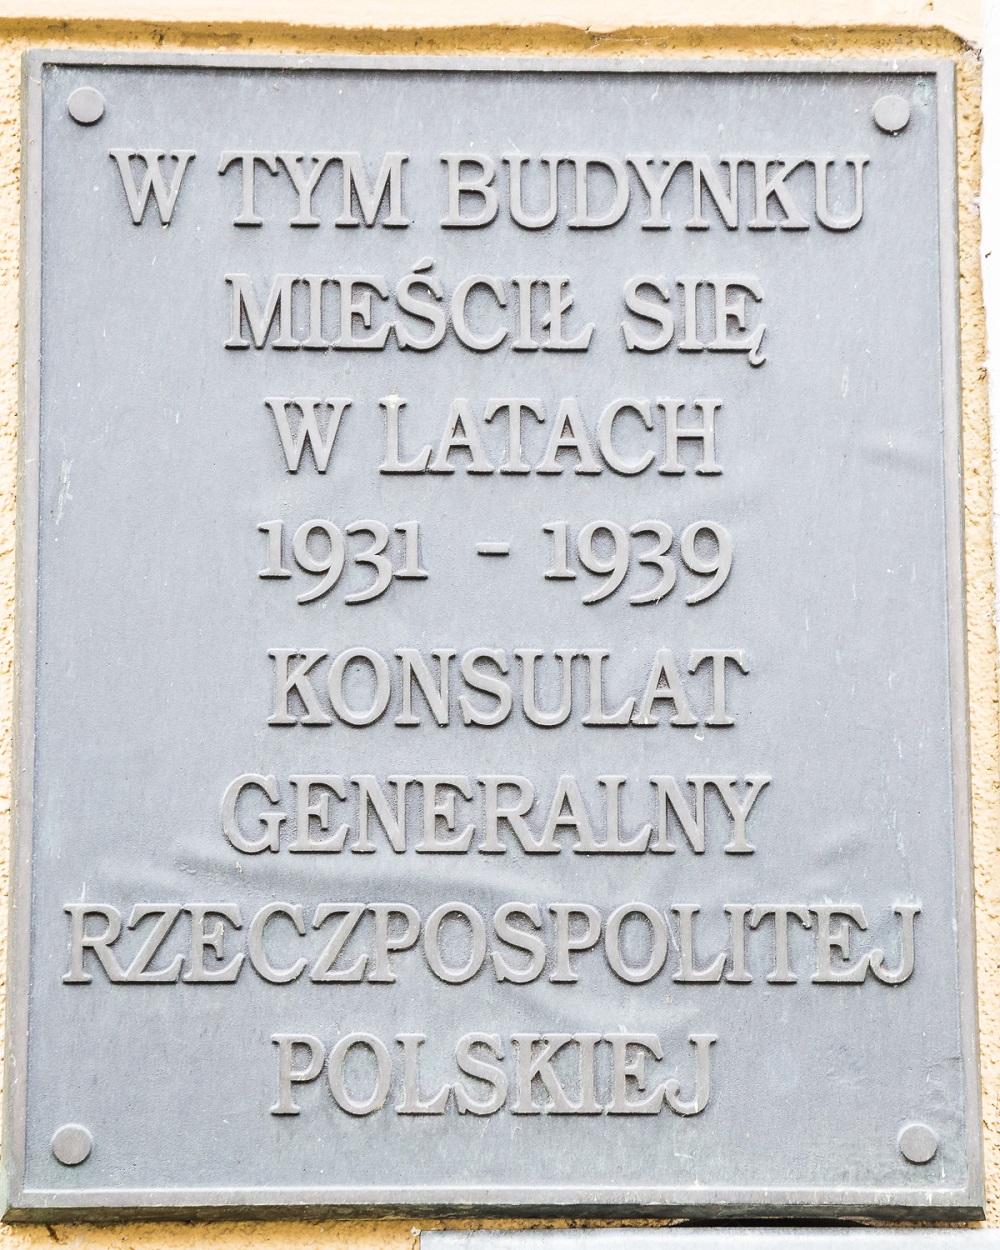 W TYM BUDYNKU
MIEŚCIŁ SIĘ
W LATACH
1931 - 1939
KONSULAT
GENERALNY
RZECZPOSPOLITEJ
POLSKIEJ